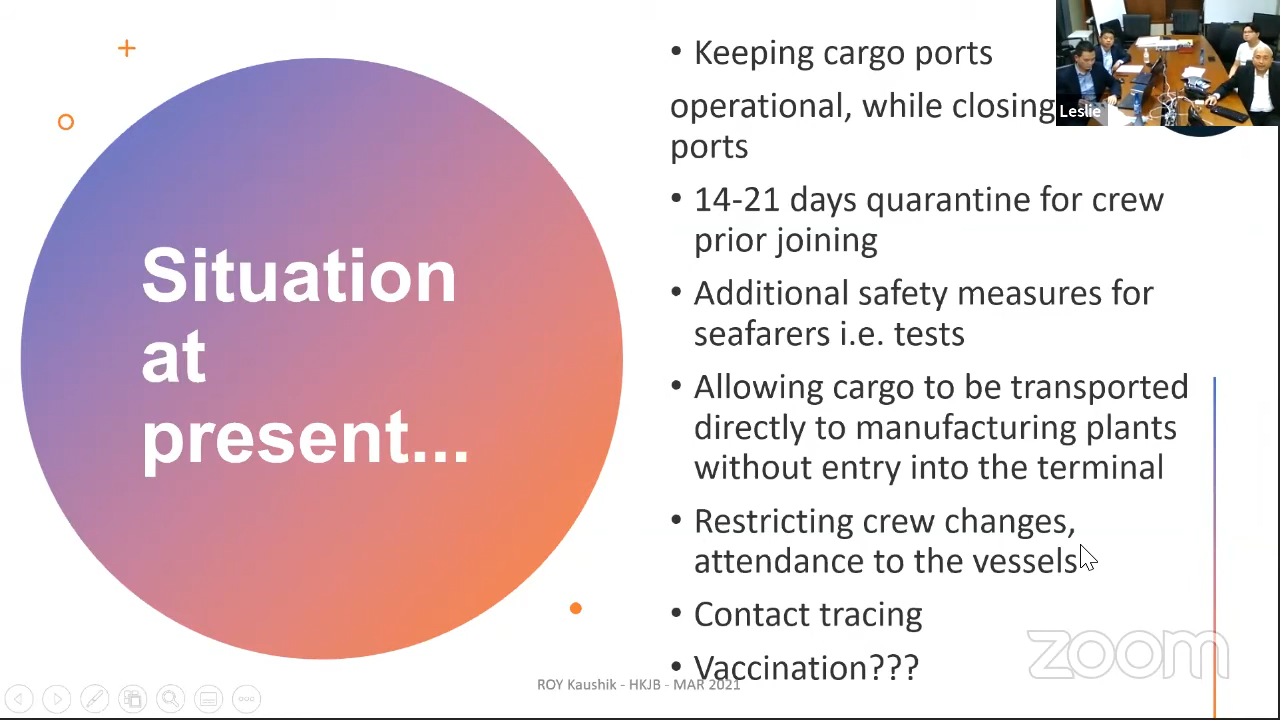 Situation
at
present...
• Keeping cargo ports
operational, while closing
ports
• 14-21 days quarantine for crew
prior joining
• Additional safety measures for
seafarers i.e. tests
• Allowing cargo to be transported
directly to manufacturing plants
without entry into the terminal
• Restricting crew changes,
attendance to the vessels
• Contact tracing
• Vaccination???
ROY Kaushik - HKJB - MAR 2021
Leslie
zoom